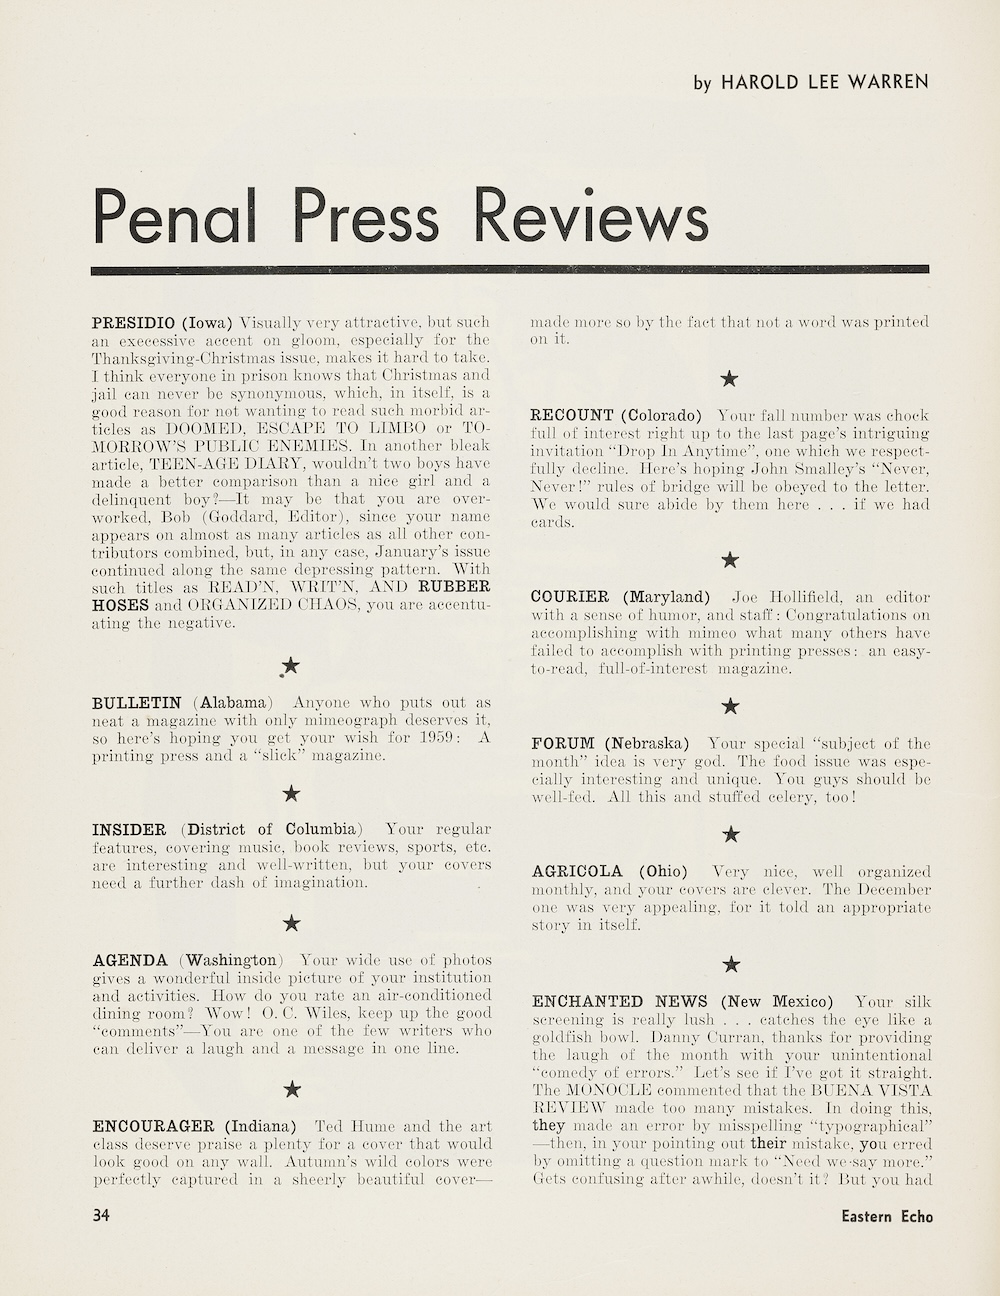 by HAROLD LEE WARREN
Penal Press Reviews
PRESIDIO (Iowa) Visually very attractive, but such
an execessive accent on gloom, especially for the
Thanksgiving-Christmas issue, makes it hard to take.
I think everyone in prison knows that Christmas and
jail can never be synonymous, which, in itself, is a
good reason for not wanting to read such morbid ar-
ticles as DOOMED, ESCAPE TO LIMBO or TO-
MORROW'S PUBLIC ENEMIES. In another bleak
article, TEEN-AGE DIARY, wouldn't two boys have
made a better comparison than a nice girl and a
delinquent boy?—It may be that you are over-
worked, Bob (Goddard, Editor), since your name
appears on almost as many articles as all other con-
tributors combined, but, in any case, January's issue
continued along the same depressing pattern. With
such titles as READ'N, WRIT'N, AND RUBBER
HOSES and ORGANIZED CHAOS, you are accentu-
ating the negative.
★
BULLETIN (Alabama) Anyone who puts out as
neat a magazine with only mimeograph deserves it,
so here's hoping you get your wish for 1959: A
printing press and a “slick” magazine.
★
INSIDER (District of Columbia) Your regular
features, covering music, book reviews, sports, etc.
are interesting and well-written, but your covers
need a further dash of imagination.
★
AGENDA (Washington) Your wide use of photos
gives a wonderful inside picture of your institution
and activities. How do you rate an air-conditioned
dining room? Wow! O. C. Wiles, keep up the good
“comments”—You are one of the few writers who
can deliver a laugh and a message in one line.
★
ENCOURAGER (Indiana) Ted Hume and the art
class deserve praise a plenty for a cover that would
look good on any wall. Autumn's wild colors were
perfectly captured in a sheerly beautiful cover—
made more so by the fact that not a word was printed
on it.
★
RECOUNT (Colorado) Your fall number was chock
full of interest right up to the last page's intriguing
invitation “Drop In Anytime”, one which we respect-
fully decline. Here's hoping John Smalley's “Never,
Never!” rules of bridge will be obeyed to the letter.
We would sure abide by them here . . . if we had
cards.
★
COURIER (Maryland) Joe Hollifield, an editor
with a sense of humor, and staff: Congratulations on
accomplishing with mimeo what many others have
failed to accomplish with printing presses: an easy-
to-read, full-of-interest magazine.
★
FORUM (Nebraska) Your special “subject of the
month” idea is very god. The food issue was espe-
cially interesting and unique. You guys should be
well-fed. All this and stuffed celery, too!
★
AGRICOLA (Ohio) Very nice, well organized
monthly, and your covers are clever. The December
one was very appealing, for it told an appropriate
story in itself.
★
ENCHANTED NEWS (New Mexico) Your silk
screening is really lush . . . catches the eye like a
goldfish bowl. Danny Curran, thanks for providing
the laugh of the month with your unintentional
“comedy of errors.” Let's see if I've got it straight.
The MONOCLE commented that the BUENA VISTA
REVIEW made too many mistakes. In doing this,
they made an error by misspelling “typographical”
—then, in your pointing out their mistake, you erred
by omitting a question mark to “Need we say more.”
Gets confusing after awhile, doesn't it? But you had
34
Eastern Echo